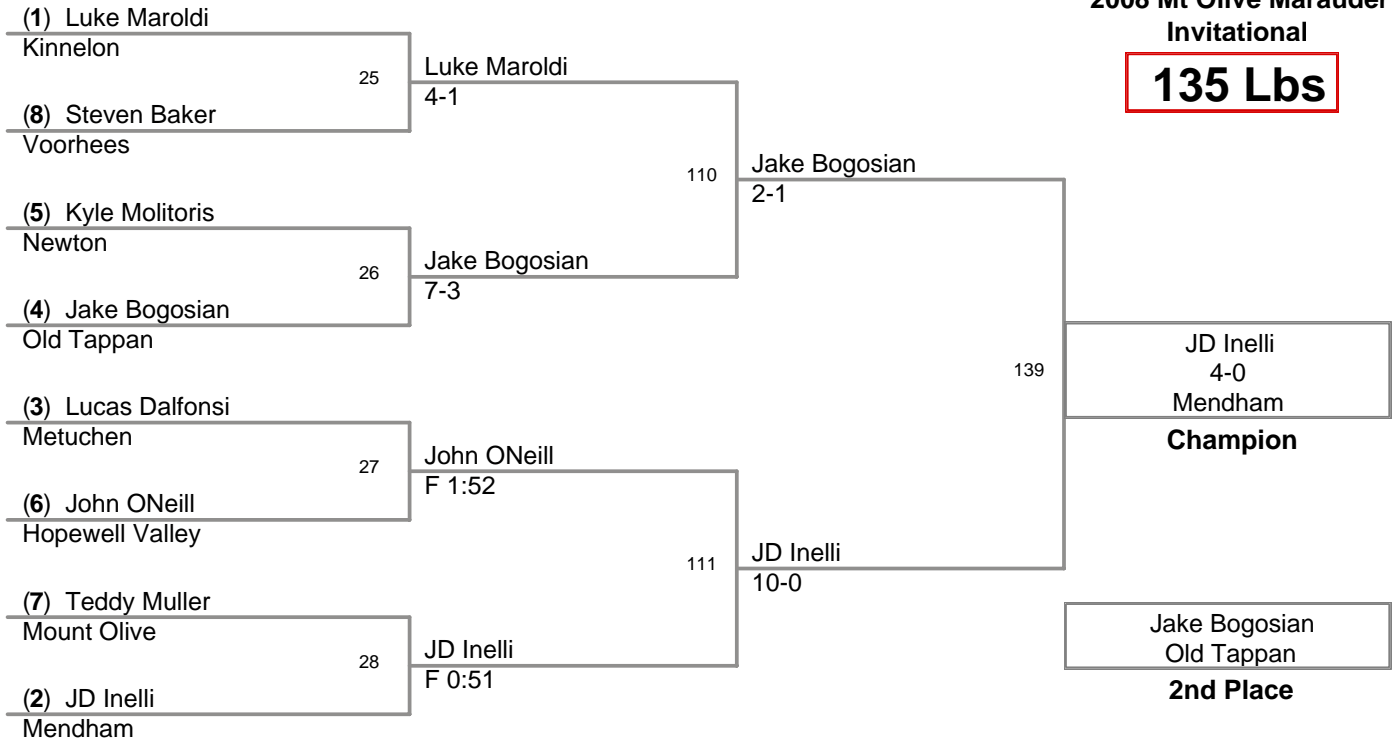 2008 Mt Olive Marauder
Invitational
135 Lbs
(1) Luke Maroldi
Kinnelon
25
Luke Maroldi
4-1
(8) Steven Baker
Voorhees
110
Jake Bogosian
2-1
(5) Kyle Molitoris
Newton
26
Jake Bogosian
7-3
(4) Jake Bogosian
Old Tappan
139
JD Inelli
4-0
Mendham
Champion
(3) Lucas Dalfonsi
Metuchen
27
John ONeill
F 1:52
(6) John ONeill
Hopewell Valley
111
JD Inelli
10-0
(7) Teddy Muller
Mount Olive
28
JD Inelli
F 0:51
(2) JD Inelli
Mendham
Jake Bogosian
Old Tappan
2nd Place